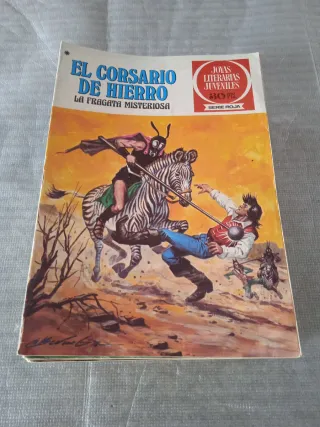 EL CORSARIO
DE HIERRO
LA FRAGATA MISTERIOSA
JOYAS
LITERARIAS
JUVENILES
SERIE ROJA